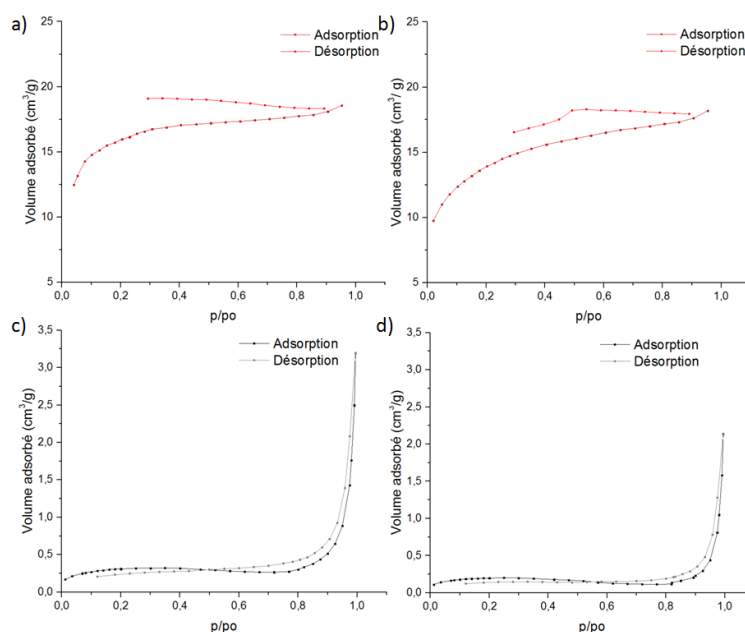 a)
25
20
15
10
5
Volume adsorbé (cm³/g)
Adsorption
Désorption
0,0 0,2 0,4 0,6 0,8 1,0
p/po
b)
25
20
15
10
5
Volume adsorbé (cm³/ g)
Adsorption
Désorption
0,0 0,2 0,4 0,6 0,8 1,0
p/po
c)
3,5
3,0
2,5
2,0
1,5
1,0
0,5
0,0
Volume adsorbé (cm³/g)
Adsorption
Désorption
0,0 0,2 0,4 0,6 0,8 1,0
p/po
d)
3,5
3,0
2,5
2,0
1,5
1,0
0,5
0,0
Volume adsorbé (cm³/g)
Adsorption
Désorption
0,0 0,2 0,4 0,6 0,8 1,0
p/po